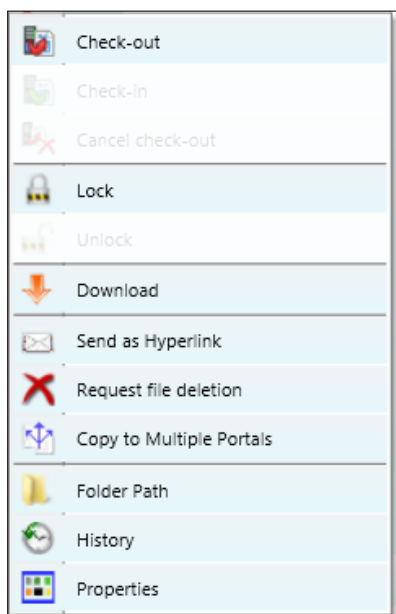 Check-out
Check-in
Cancel check-out
Lock
Unlock
Download
Send as Hyperlink
Request file deletion
Copy to Multiple Portals
Folder Path
History
Properties